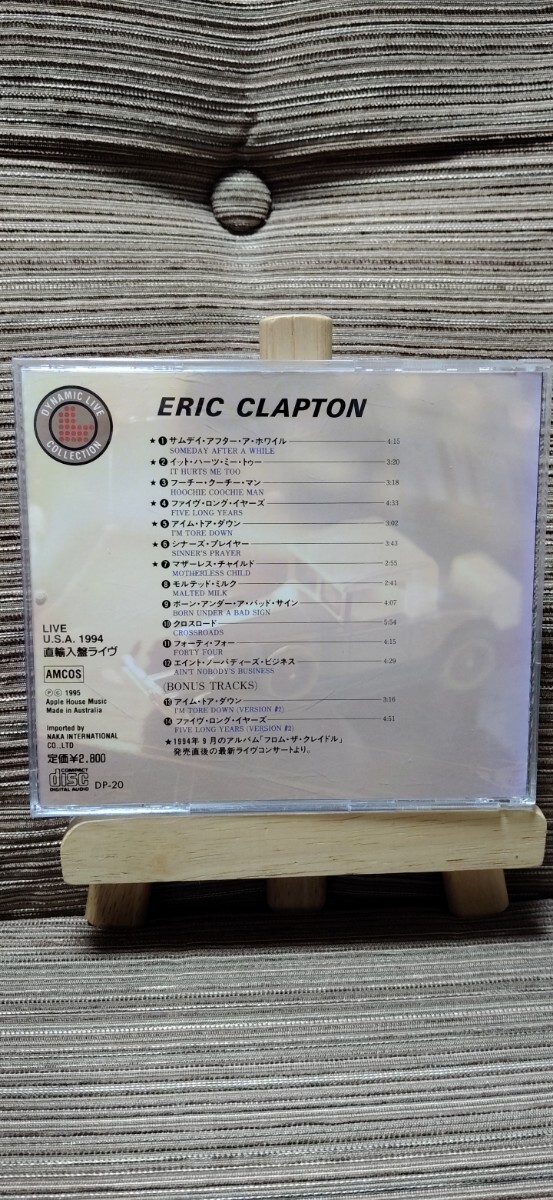 DYNAMIC LIVE
COLLECTION
ERIC CLAPTON
★❶サムデイ・アフター・ア・ホワイル 4:15
SOMEDAY AFTER A WHILE
★❷イット・ハーツ・ミー・トゥー 3:20
IT HURTS ME TOO
★❸フーチー・クーチー・マン 3:18
HOOCHIE COOCHIE MAN
★❹ファイヴ・ロング・イヤーズ 4:33
FIVE LONG YEARS
★❺アイム・トア・ダウン 3:02
I'M TORE DOWN
★❻シナーズ・プレイヤー 3:43
SINNER'S PRAYER
★❼マザーレス・チャイルド 2:55
MOTHERLESS CHILD
❽モルテッド・ミルク 2:41
MALTED MILK
❾ボーン・アンダー・ア・バッド・サイン 4:07
BORN UNDER A BAD SIGN
❿クロスロード 5:54
CROSSROADS
⓫フォーティ・フォー 4:15
FORTY FOUR
⓬エイント・ノーバディーズ・ビジネス 4:29
AIN'T NOBODY'S BUSINESS
(BONUS TRACKS)
⓭アイム・トア・ダウン 3:16
I'M TORE DOWN (VERSION #2)
⓮ファイヴ・ロング・イヤーズ 4:51
FIVE LONG YEARS (VERSION #2)
★1994年9月のアルバム「フロム・ザ・クレイドル」
発売直後の最新ライヴコンサートより。
LIVE
U.S.A. 1994
直輸入盤ライヴ
AMCOS
℗ © 1995
Apple House Music
Made in Australia
Imported by
NAKA INTERNATIONAL
CO.,LTD
定価¥2,800
COMPACT
disc
DIGITAL AUDIO
DP-20